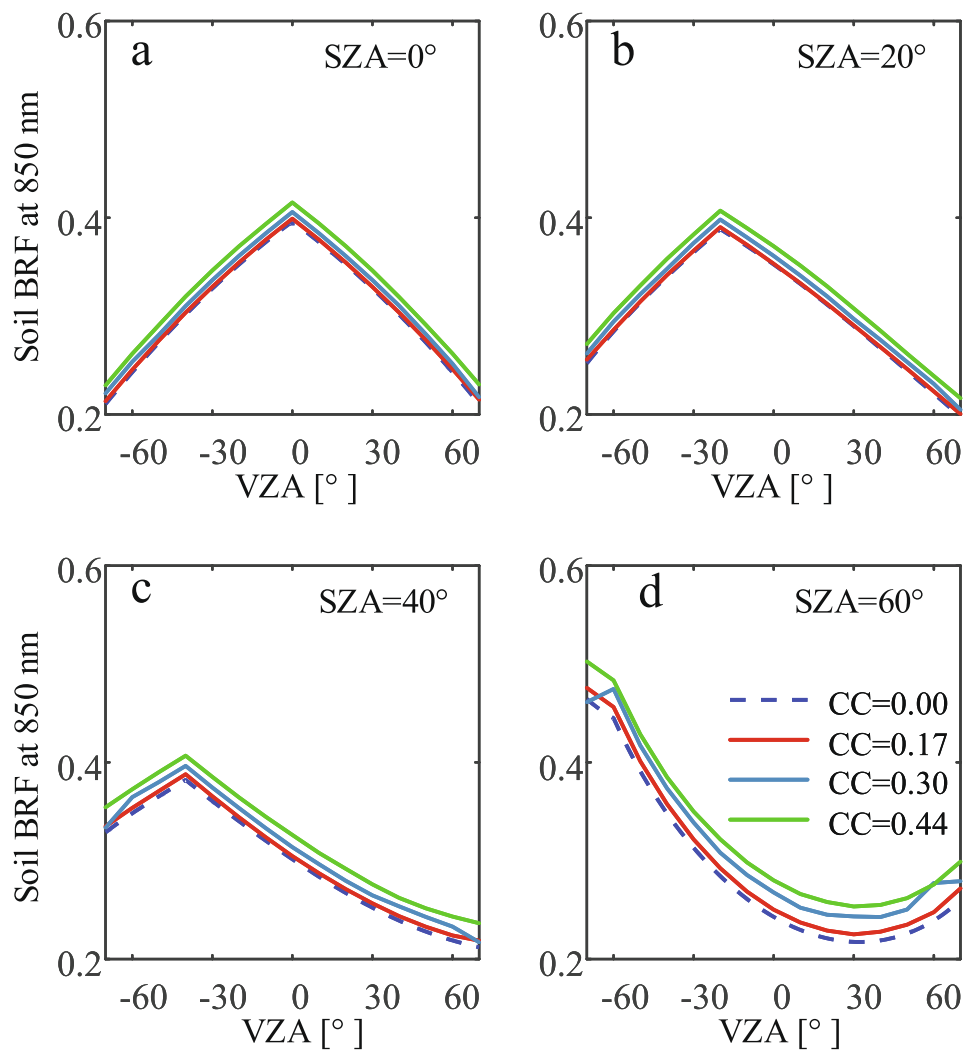 0.6
a
SZA=0°
0.4
0.2
Soil BRF at 850 nm
-60 -30 0 30 60
VZA [° ]
0.6
b
SZA=20°
0.4
0.2
-60 -30 0 30 60
VZA [° ]
0.6
c
SZA=40°
0.4
0.2
Soil BRF at 850 nm
-60 -30 0 30 60
VZA [° ]
0.6
d
SZA=60°
CC=0.00
CC=0.17
CC=0.30
CC=0.44
0.4
0.2
-60 -30 0 30 60
VZA [° ]